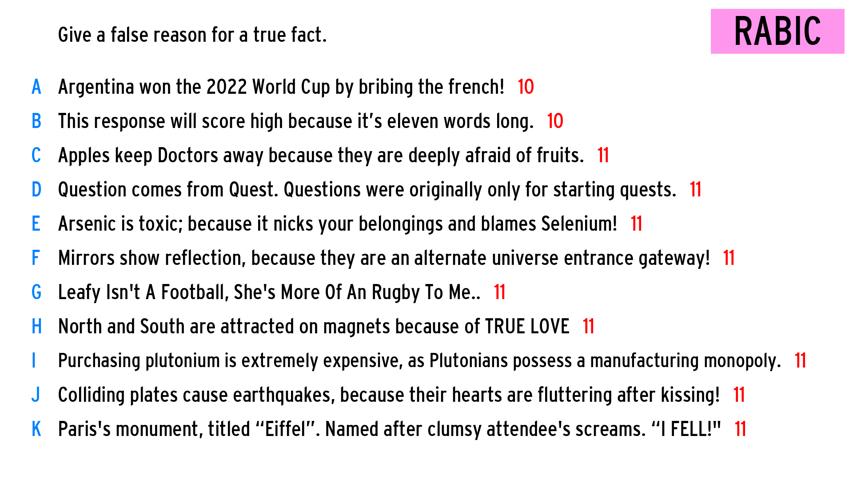 Give a false reason for a true fact.
RABIC
A Argentina won the 2022 World Cup by bribing the french! 10
B This response will score high because it’s eleven words long. 10
C Apples keep Doctors away because they are deeply afraid of fruits. 11
D Question comes from Quest. Questions were originally only for starting quests. 11
E Arsenic is toxic; because it nicks your belongings and blames Selenium! 11
F Mirrors show reflection, because they are an alternate universe entrance gateway! 11
G Leafy Isn't A Football, She's More Of An Rugby To Me.. 11
H North and South are attracted on magnets because of TRUE LOVE 11
I Purchasing plutonium is extremely expensive, as Plutonians possess a manufacturing monopoly. 11
J Colliding plates cause earthquakes, because their hearts are fluttering after kissing! 11
K Paris's monument, titled “Eiffel”. Named after clumsy attendee's screams. “I FELL!" 11